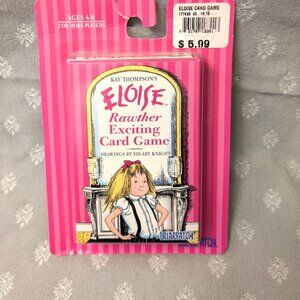 AGES 4-8
2 OR MORE PLAYERS
ELOISE CARD GAME
$ 5.99
KAY THOMPSON'S
ELOISE
Rawther
Exciting
Card Game
DRAWINGS BY HILARY KNIGHT
BRIARPATCH